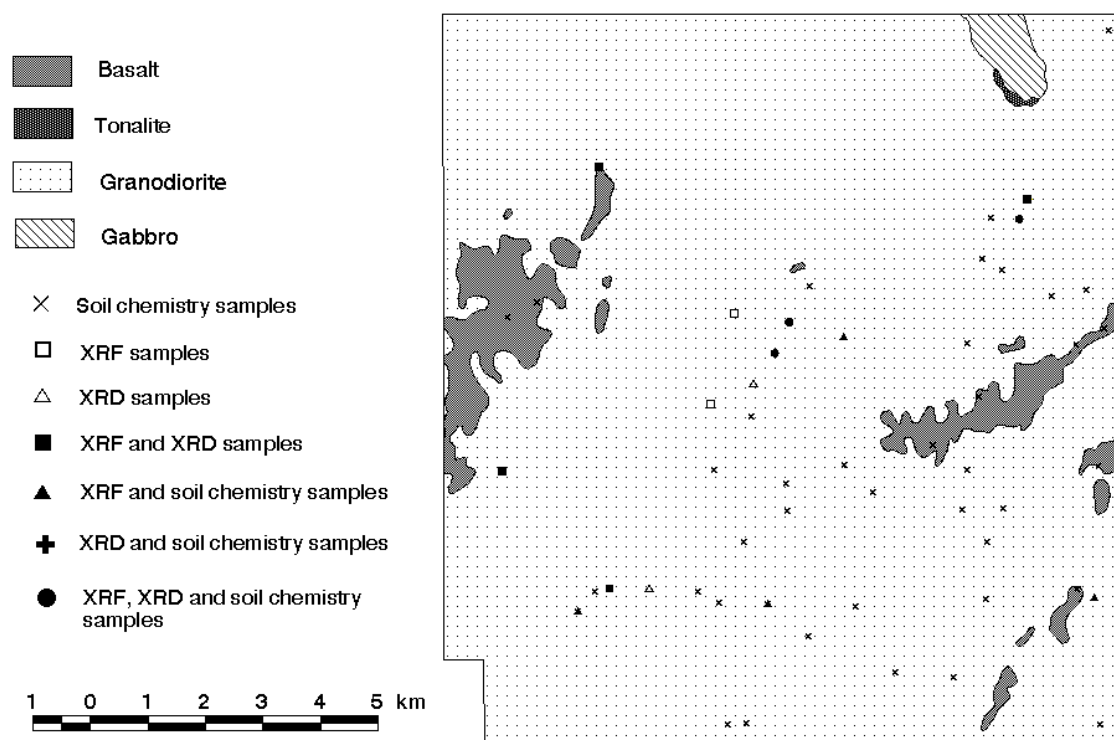 Basalt
Tonalite
Granodiorite
Gabbro
Soil chemistry samples
XRF samples
XRD samples
XRF and XRD samples
XRF and soil chemistry samples
XRD and soil chemistry samples
XRF, XRD and soil chemistry
samples
1 0 1 2 3 4 5 km